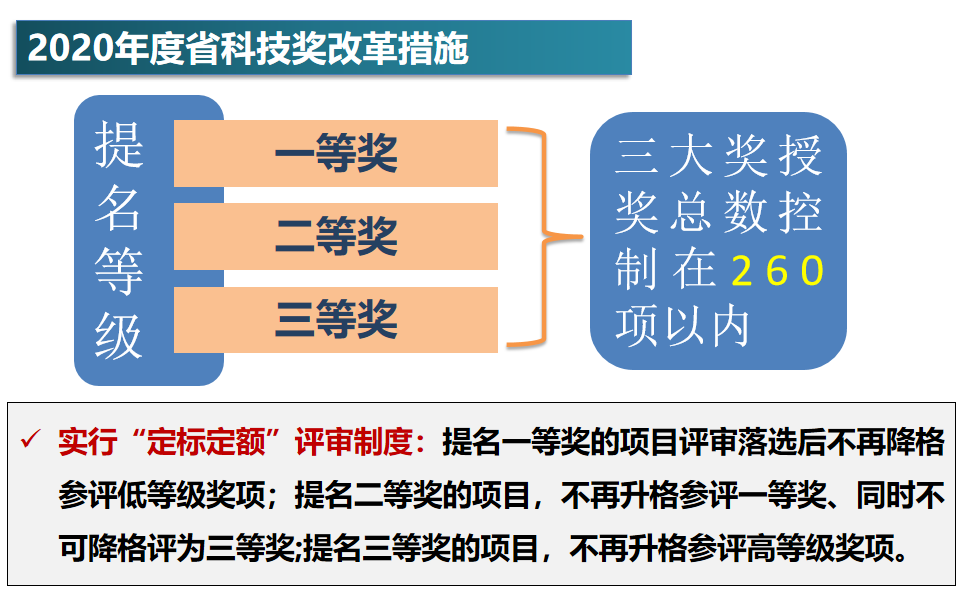 2020年度省科技奖改革措施
提名等级
一等奖
二等奖
三等奖
三大奖授
奖总数控
制在260
项以内
✓ 实行“定标定额”评审制度：提名一等奖的项目评审落选后不再降格
参评低等级奖项；提名二等奖的项目，不再升格参评一等奖、同时不
可降格评为三等奖;提名三等奖的项目，不再升格参评高等级奖项。